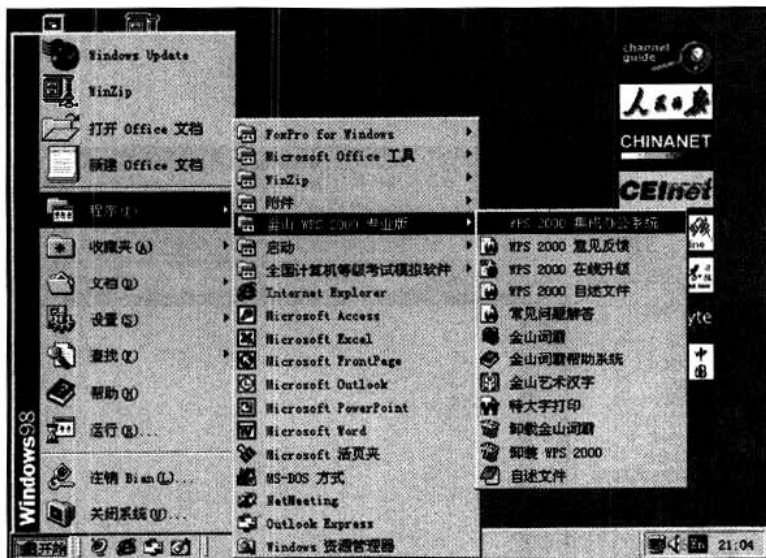 Windows Update
WinZip
打开 Office 文档
新建 Office 文档
程序(P)
收藏夹(A)
文档(D)
设置(S)
查找(F)
帮助(H)
运行(R)...
注销 Bian(L)...
关闭系统(U)...
Windows98
开始
FoxPro for Windows
Microsoft Office 工具
WinZip
附件
金山 WPS 2000 专业版
启动
全国计算机等级考试模拟软件
Internet Explorer
Microsoft Access
Microsoft Excel
Microsoft FrontPage
Microsoft Outlook
Microsoft PowerPoint
Microsoft Word
Microsoft 活页夹
MS-DOS 方式
NetMeeting
Outlook Express
Windows 资源管理器
WPS 2000 集成办公系统
WPS 2000 意见反馈
WPS 2000 在线升级
WPS 2000 自述文件
常见问题解答
金山词霸
金山词霸帮助系统
金山艺术汉字
特大字打印
卸载金山词霸
卸装 WPS 2000
自述文件
channel
guide
人民日报
CHINANET
CEInet
ine
yte
中
En
21:04